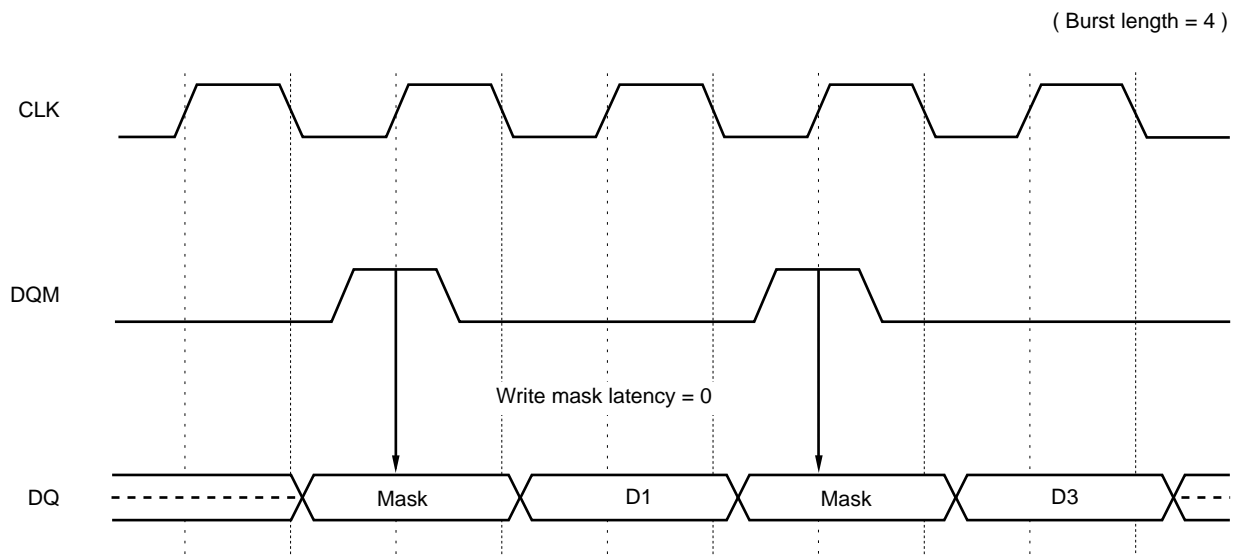 ( Burst length = 4 )
CLK
DQM
Write mask latency = 0
DQ
Mask
D1
Mask
D3